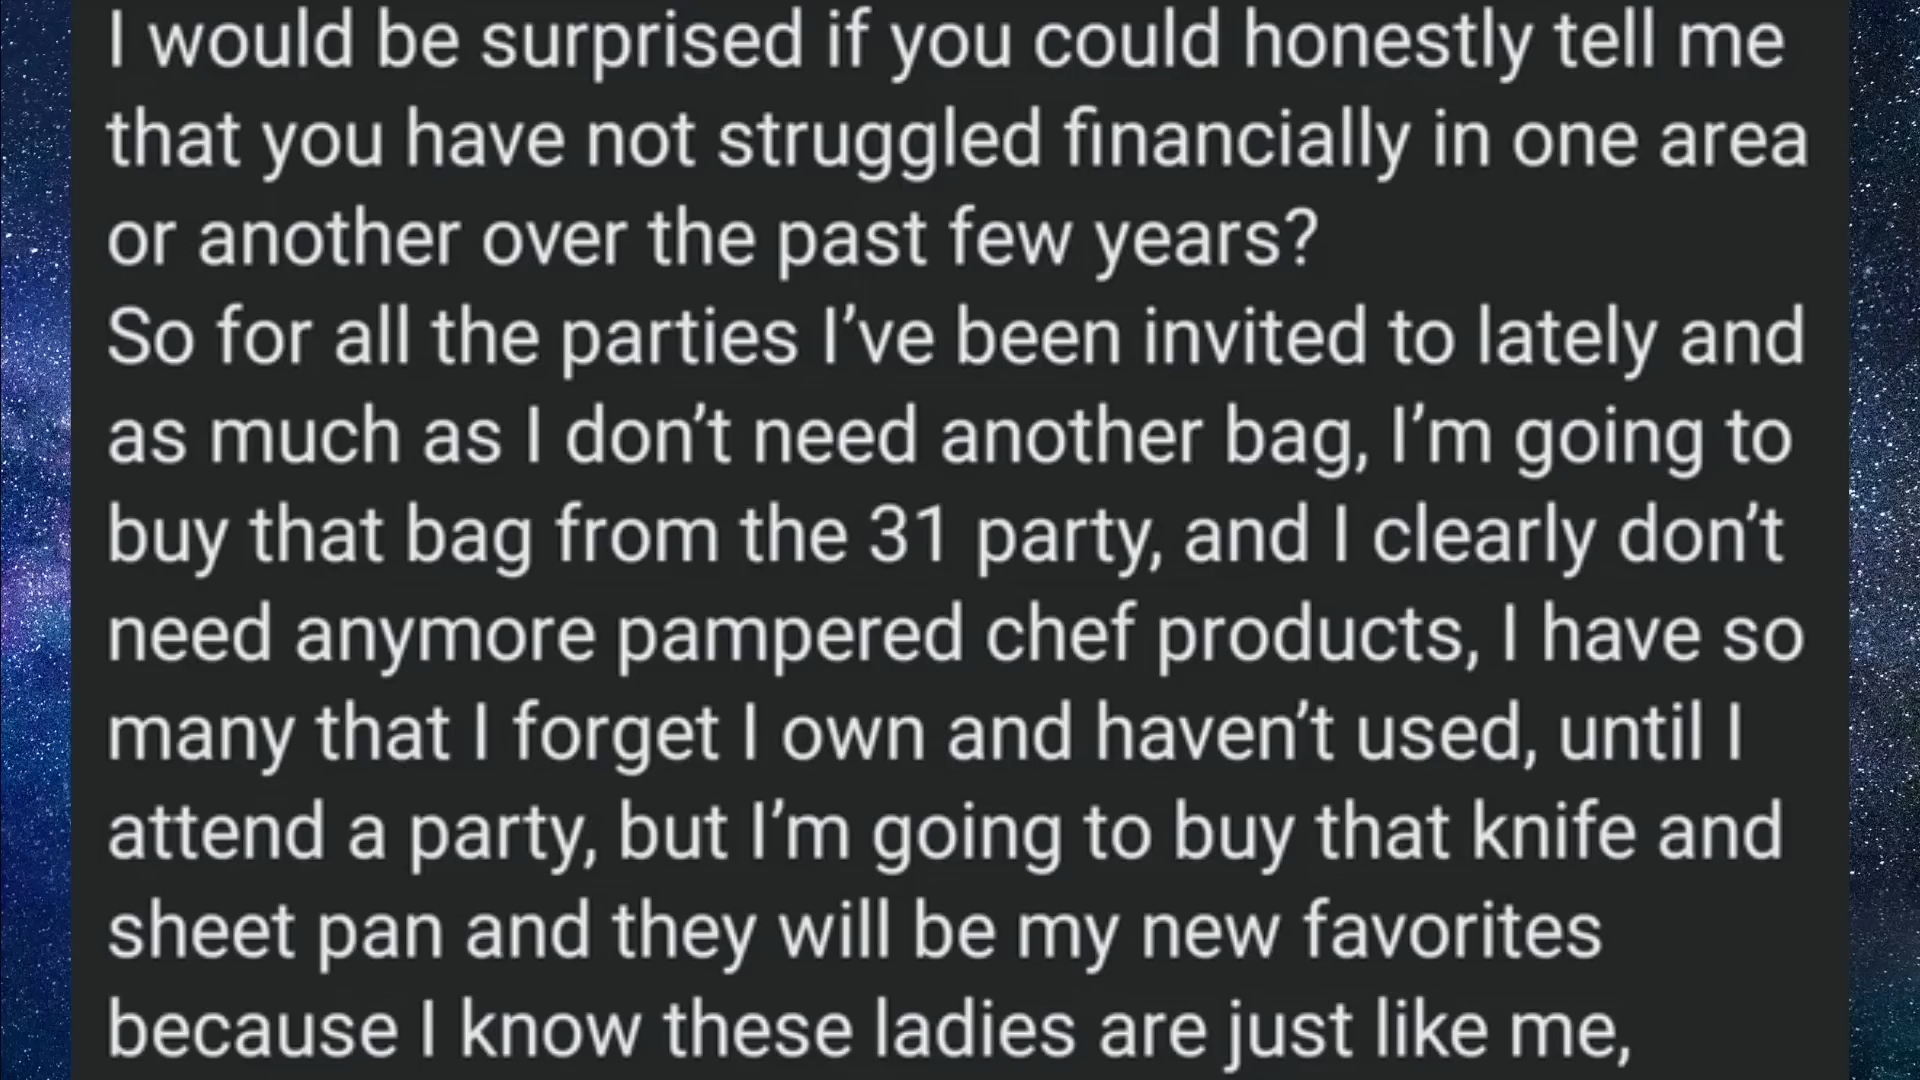 I would be surprised if you could honestly tell me
that you have not struggled financially in one area
or another over the past few years?
So for all the parties I’ve been invited to lately and
as much as I don’t need another bag, I’m going to
buy that bag from the 31 party, and I clearly don’t
need anymore pampered chef products, I have so
many that I forget I own and haven’t used, until I
attend a party, but I’m going to buy that knife and
sheet pan and they will be my new favorites
because I know these ladies are just like me,